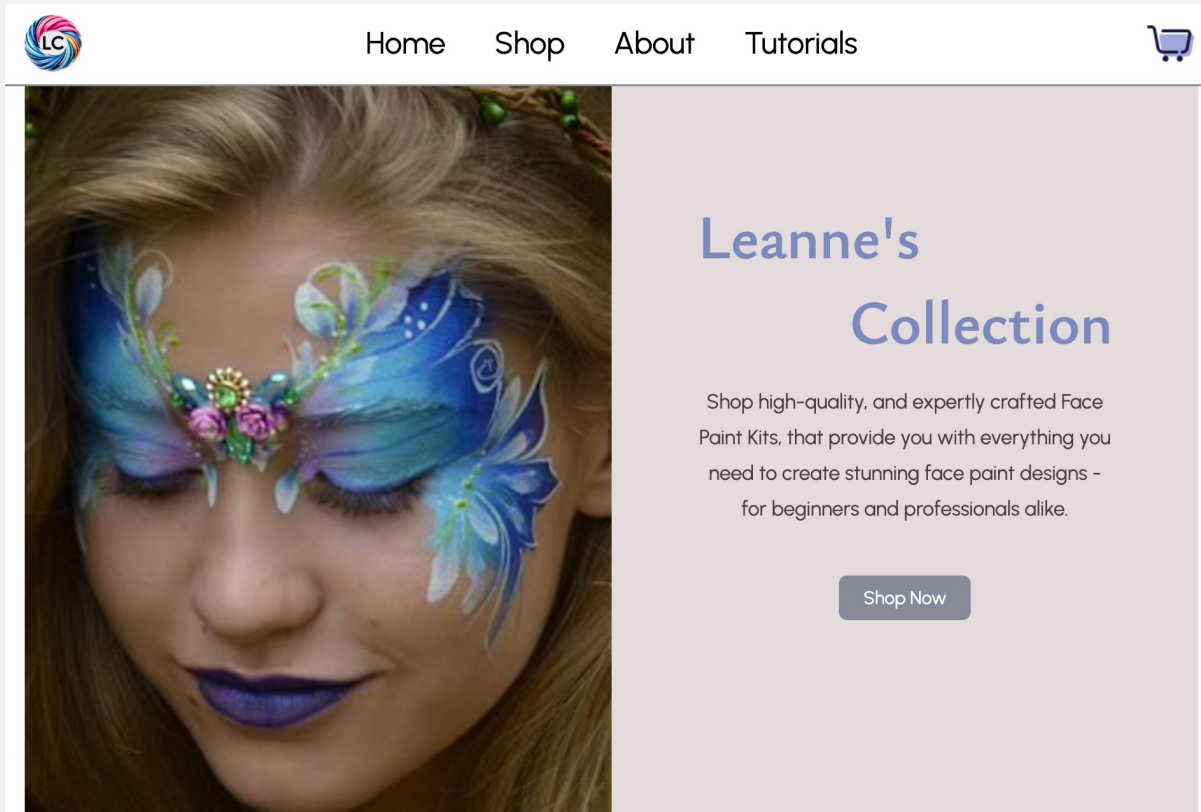 LC
Home Shop About Tutorials
Leanne's
Collection
Shop high-quality, and expertly crafted Face
Paint Kits, that provide you with everything you
need to create stunning face paint designs -
for beginners and professionals alike.
Shop Now